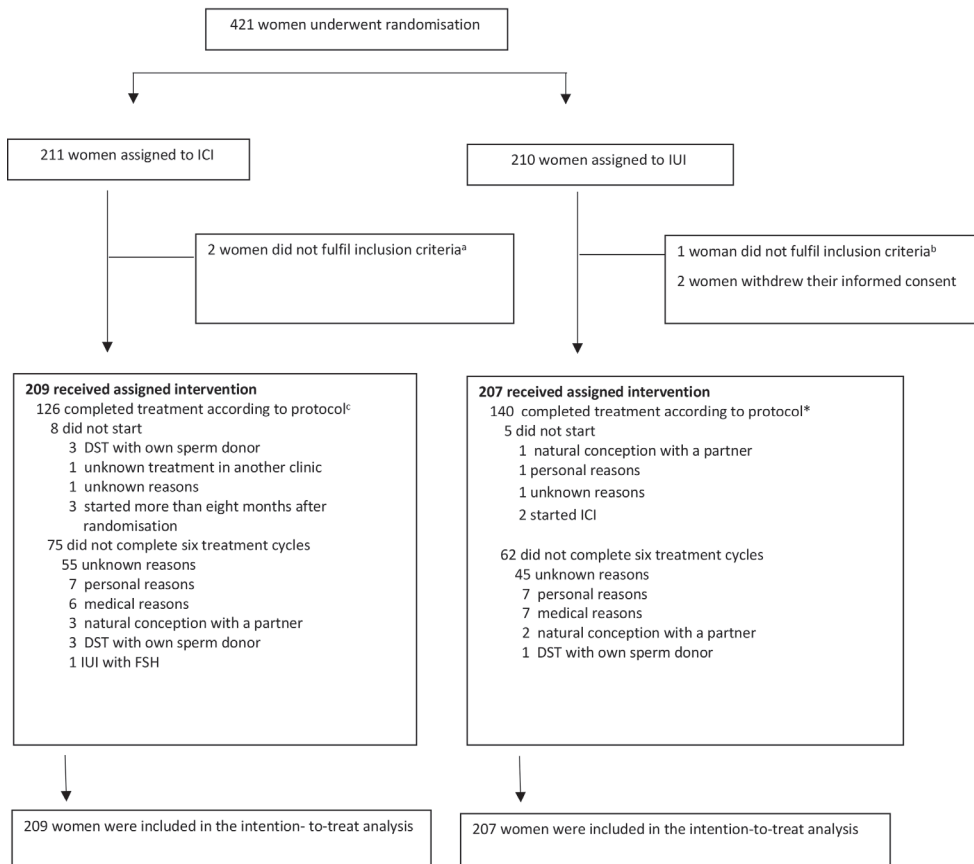 421 women underwent randomisation
211 women assigned to ICI
210 women assigned to IUI
2 women did not fulfil inclusion criteriaᵃ
1 woman did not fulfil inclusion criteriaᵇ
2 women withdrew their informed consent
209 received assigned intervention
126 completed treatment according to protocolᶜ
8 did not start
3 DST with own sperm donor
1 unknown treatment in another clinic
1 unknown reasons
3 started more than eight months after
randomisation
75 did not complete six treatment cycles
55 unknown reasons
7 personal reasons
6 medical reasons
3 natural conception with a partner
3 DST with own sperm donor
1 IUI with FSH
207 received assigned intervention
140 completed treatment according to protocol*
5 did not start
1 natural conception with a partner
1 personal reasons
1 unknown reasons
2 started ICI
62 did not complete six treatment cycles
45 unknown reasons
7 personal reasons
7 medical reasons
2 natural conception with a partner
1 DST with own sperm donor
209 women were included in the intention- to-treat analysis
207 women were included in the intention-to-treat analysis